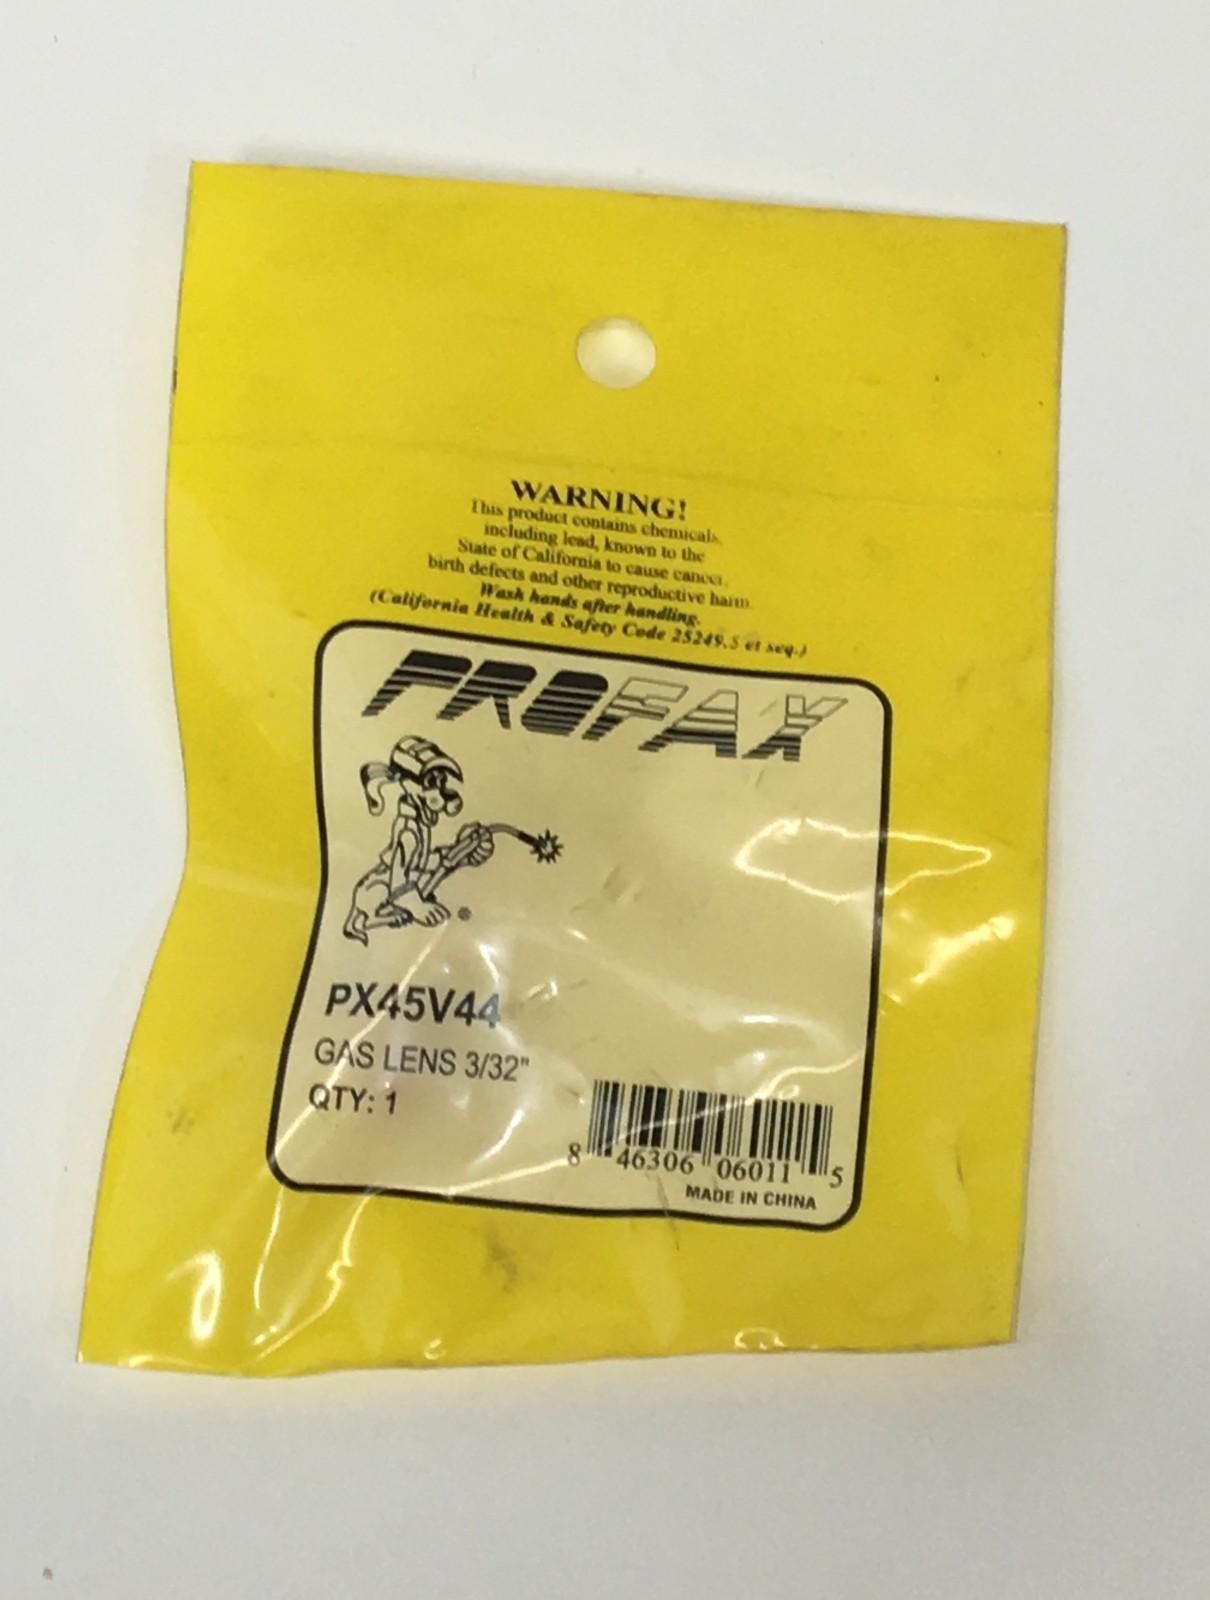 WARNING!
This product contains chemicals,
including lead, known to the
State of California to cause cancer,
birth defects and other reproductive harm.
Wash hands after handling.
(California Health & Safety Code 25249.5 et seq.)
PROFAX
®
PX45V44
GAS LENS 3/32"
QTY: 1
8 46306 06011 5
MADE IN CHINA